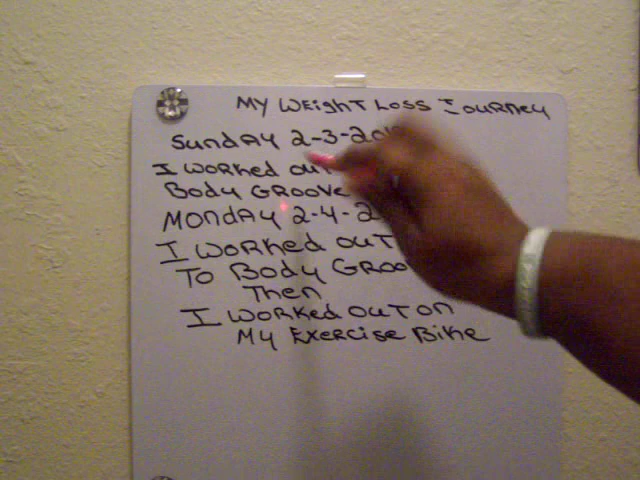 My Weight Loss Journey
Sunday 2-3-20
I worked out
Body Groove
Monday 2-4-2
I worked out
To Body Groo
Then
I worked out on
My Exercise Bike